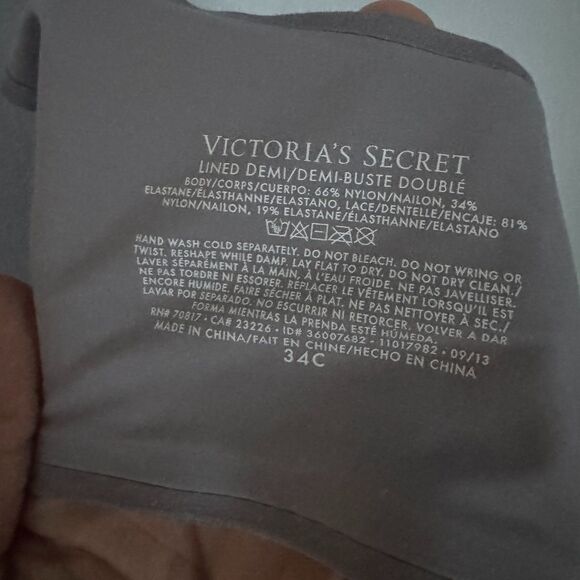 VICTORIA'S SECRET
LINED DEMI/DEMI-BUSTE DOUBLÉ
BODY/CORPS/CUERPO: 66% NYLON/NAILON, 34%
ELASTANE/ÉLASTHANNE/ELASTANO, LACE/DENTELLE/ENCAJE: 81%
NYLON/NAILON, 19% ELASTANE/ÉLASTHANNE/ELASTANO
HAND WASH COLD SEPARATELY. DO NOT BLEACH. DO NOT WRING OR
TWIST. RESHAPE WHILE DAMP. LAY FLAT TO DRY. DO NOT DRY CLEAN./
LAVER SÉPARÉMENT À LA MAIN, À L'EAU FROIDE. NE PAS JAVELLISER.
NE PAS TORDRE NI ESSORER. REPLACER LE VÊTEMENT LORSQU'IL EST
ENCORE HUMIDE. FAIRE SÉCHER À PLAT. NE PAS NETTOYER À SEC./
LAVAR POR SEPARADO. NO ESCURRIR NI RETORCER. VOLVER A DAR
FORMA MIENTRAS LA PRENDA ESTÉ HÚMEDA.
RN# 70817 • CA# 23226 • ID# 36007682 - 11017982 • 09/13
MADE IN CHINA/FAIT EN CHINE/HECHO EN CHINA
34C